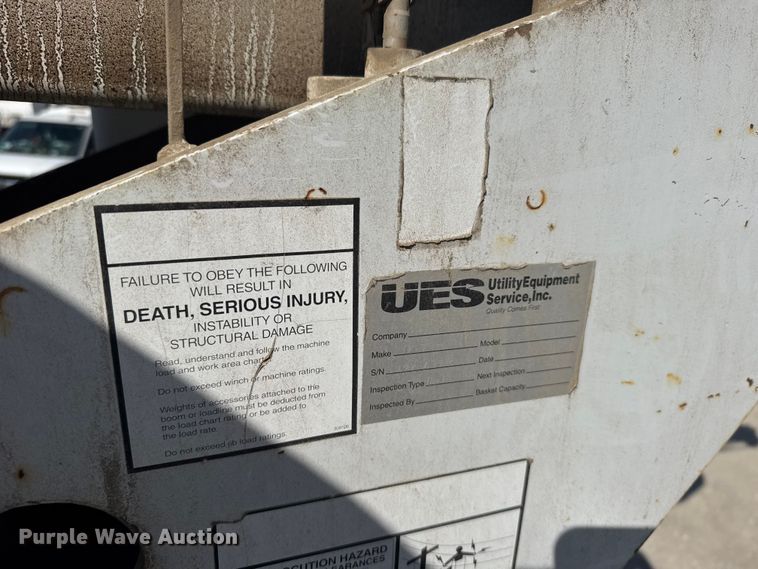 FAILURE TO OBEY THE FOLLOWING
WILL RESULT IN
DEATH, SERIOUS INJURY,
INSTABILITY OR
STRUCTURAL DAMAGE
Read, understand and follow the machine
load and work area chart
Do not exceed winch or machine ratings.
Weights of accessories attached to the
boom or loadline must be deducted from
the load chart rating or be added to
the load rate.
Do not exceed jib load ratings.
UES Utility Equipment
Service, Inc.
Quality Comes First
Company
Make Model
S/N Date
Inspection Type Next Inspection
Inspected By Basket Capacity
CUTION HAZARD
EARANCES
Purple Wave Auction